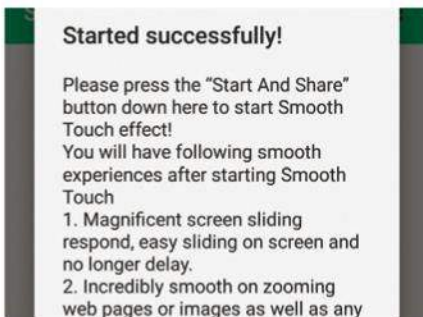 Started successfully!
Please press the “Start And Share”
button down here to start Smooth
Touch effect!
You will have following smooth
experiences after starting Smooth
Touch
1. Magnificent screen sliding
respond, easy sliding on screen and
no longer delay.
2. Incredibly smooth on zooming
web pages or images as well as any